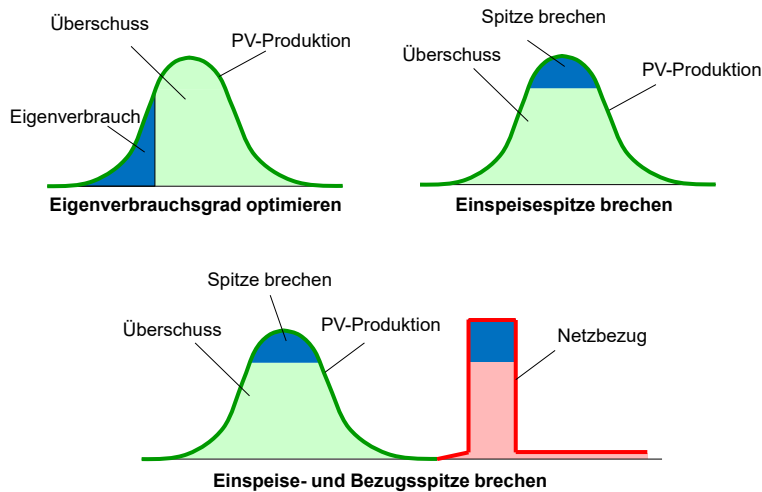 Überschuss
PV-Produktion
Eigenverbrauch
Eigenverbrauchsgrad optimieren
Spitze brechen
Überschuss
PV-Produktion
Einspeisespitze brechen
Spitze brechen
Überschuss
PV-Produktion
Netzbezug
Einspeise- und Bezugsspitze brechen